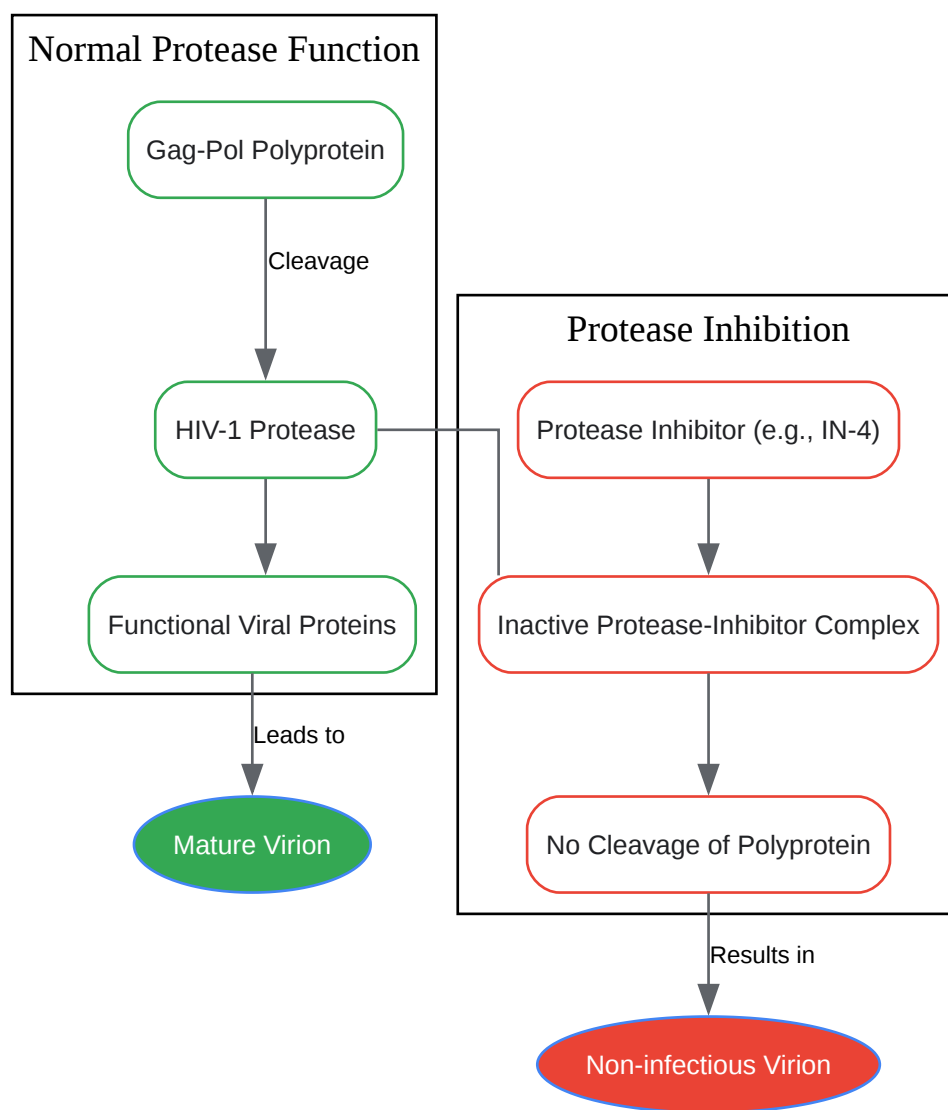 Normal Protease Function
Gag-Pol Polyprotein
Cleavage
HIV-1 Protease
Functional Viral Proteins
Leads to
Mature Virion
Protease Inhibition
Protease Inhibitor (e.g., IN-4)
Inactive Protease-Inhibitor Complex
No Cleavage of Polyprotein
Results in
Non-infectious Virion